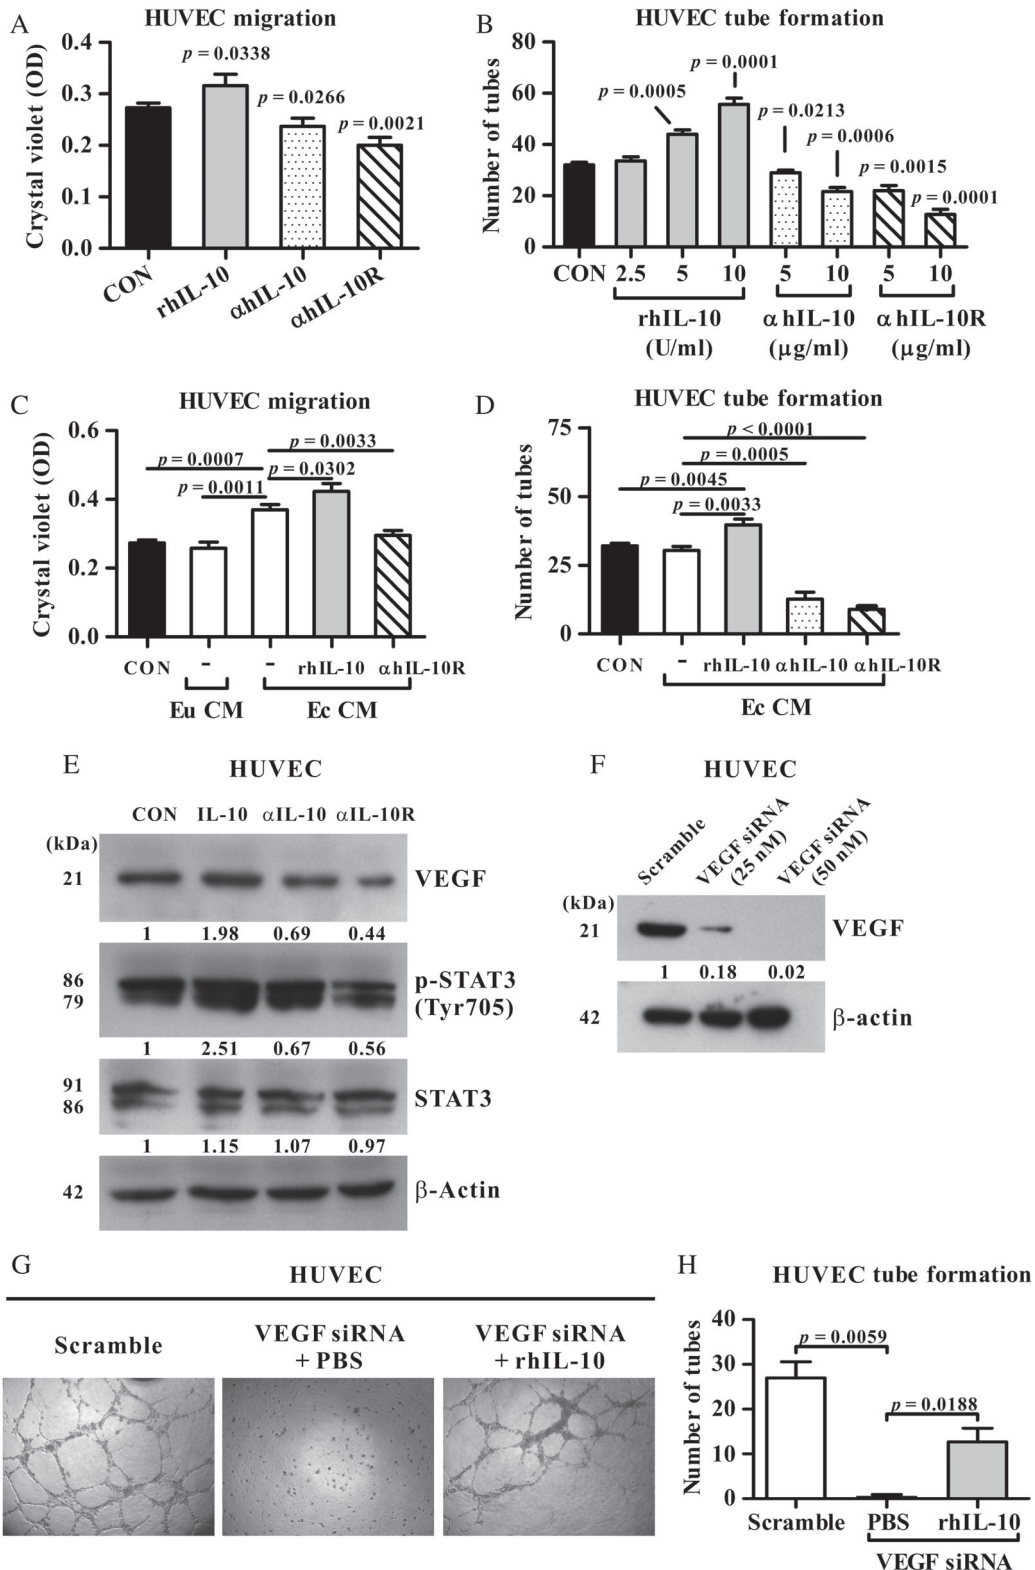 A
HUVEC migration
Crystal violet (OD)
0.4
0.3
0.2
0.1
0.0
p = 0.0338
p = 0.0266
p = 0.0021
CON
rhIL-10
αhIL-10
αhIL-10R
B
HUVEC tube formation
Number of tubes
80
60
40
20
0
p = 0.0005
p = 0.0001
p = 0.0213
p = 0.0006
p = 0.0015
p = 0.0001
CON 2.5 5 10 5 10 5 10
rhIL-10 (U/ml)
αhIL-10 (μg/ml)
αhIL-10R (μg/ml)
C
HUVEC migration
Crystal violet (OD)
0.6
0.4
0.2
0.0
p = 0.0033
p = 0.0007
p = 0.0302
p = 0.0011
CON - - rhIL-10 αhIL-10R
Eu CM
Ec CM
D
HUVEC tube formation
Number of tubes
75
50
25
0
p < 0.0001
p = 0.0005
p = 0.0045
p = 0.0033
CON - rhIL-10 αhIL-10 αhIL-10R
Ec CM
E
HUVEC
CON IL-10 αIL-10 αIL-10R
(kDa)
21 VEGF
1 1.98 0.69 0.44
86 p-STAT3
79 (Tyr705)
1 2.51 0.67 0.56
91
86 STAT3
1 1.15 1.07 0.97
42 β-Actin
F
HUVEC
Scramble
VEGF siRNA (25 nM)
VEGF siRNA (50 nM)
(kDa)
21 VEGF
1 0.18 0.02
42 β-actin
G
HUVEC
Scramble
VEGF siRNA + PBS
VEGF siRNA + rhIL-10
H
HUVEC tube formation
Number of tubes
40
30
20
10
0
p = 0.0059
p = 0.0188
Scramble PBS rhIL-10
VEGF siRNA